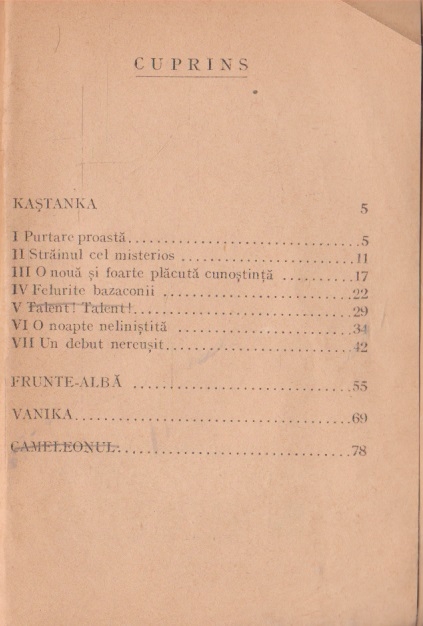 CUPRINS
KAȘTANKA 5
I Purtare proastă 5
II Străinul cel misterios 11
III O nouă și foarte plăcută cunoștință 17
IV Felurite bazaconii 22
V Talent! Talent! 29
VI O noapte neliniștită 34
VII Un debut nereușit 42
FRUNTE-ALBĂ 55
VANIKA 69
CAMELEONUL 78